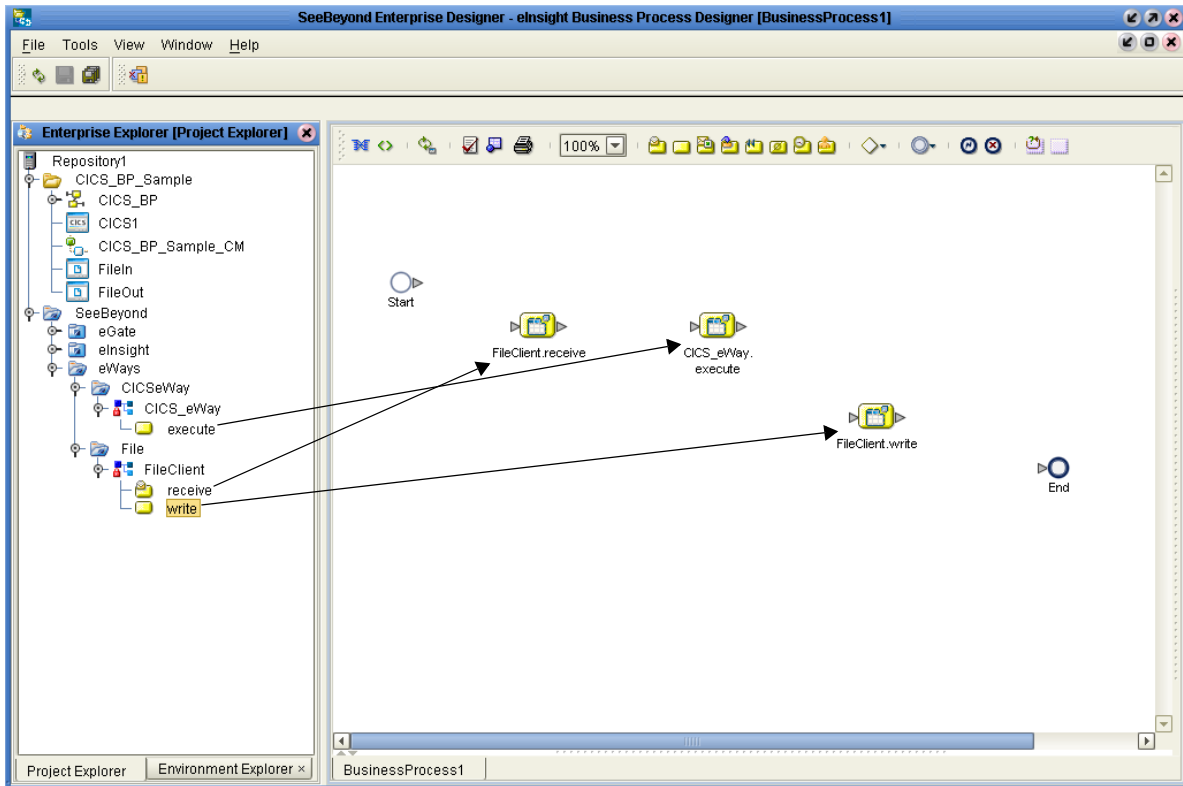 SeeBeyond Enterprise Designer - eInsight Business Process Designer [BusinessProcess1]
File Tools View Window Help
Enterprise Explorer [Project Explorer]
Repository1
CICS_BP_Sample
CICS_BP
CICS
CICS1
CICS_BP_Sample_CM
FileIn
FileOut
SeeBeyond
eGate
eInsight
eWays
CICSeWay
CICS_eWay
execute
File
FileClient
receive
write
Project Explorer
Environment Explorer
100%
Start
FileClient.receive
CICS_eWay.
execute
FileClient.write
End
BusinessProcess1